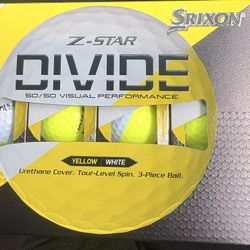 SRIXON
Z-STAR
DIVIDE
50/50 VISUAL PERFORMANCE
YELLOW WHITE
Urethane Cover. Tour-Level Spin. 3-Piece Ball.